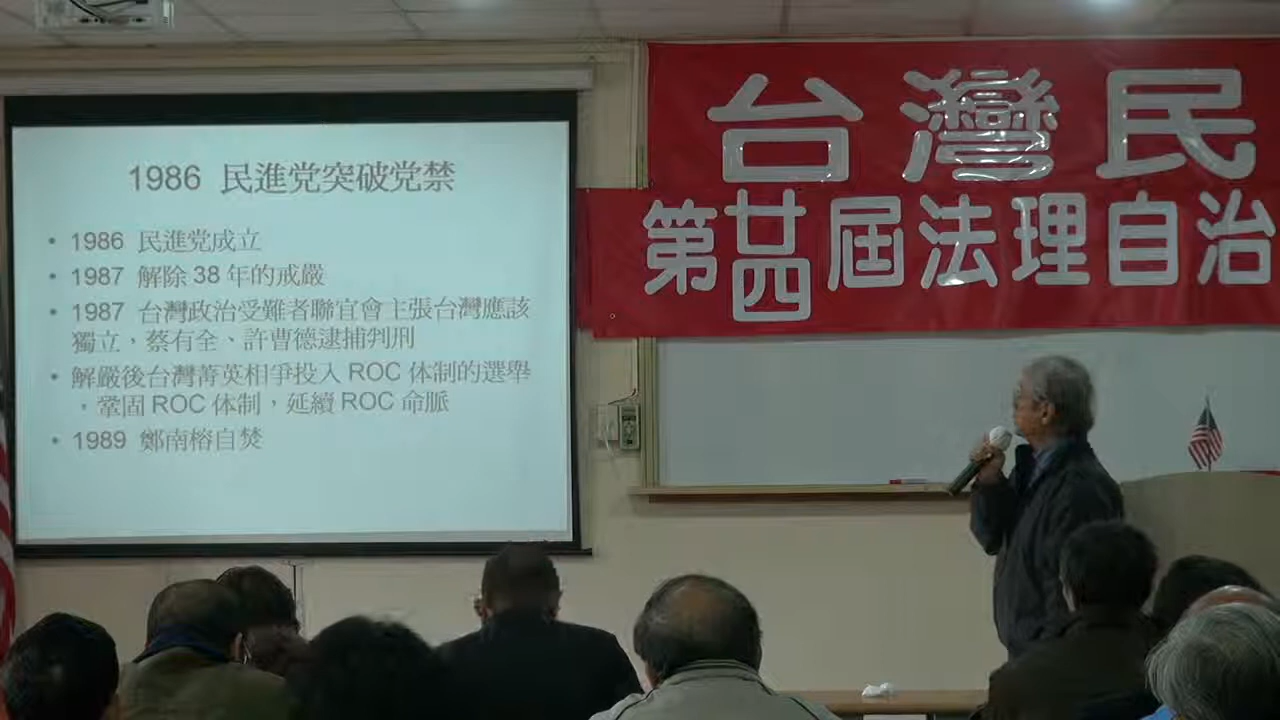 1986 民進党突破党禁
• 1986 民進党成立
• 1987 解除 38 年的戒嚴
• 1987 台灣政治受難者聯宜會主張台灣應該
獨立，蔡有全、許曹德逮捕判刑
• 解嚴後台灣菁英相爭投入 ROC 体制的選舉
，鞏固 ROC 体制，延續 ROC 命脈
• 1989 鄭南榕自焚
台灣民
第廿四屆法理自治